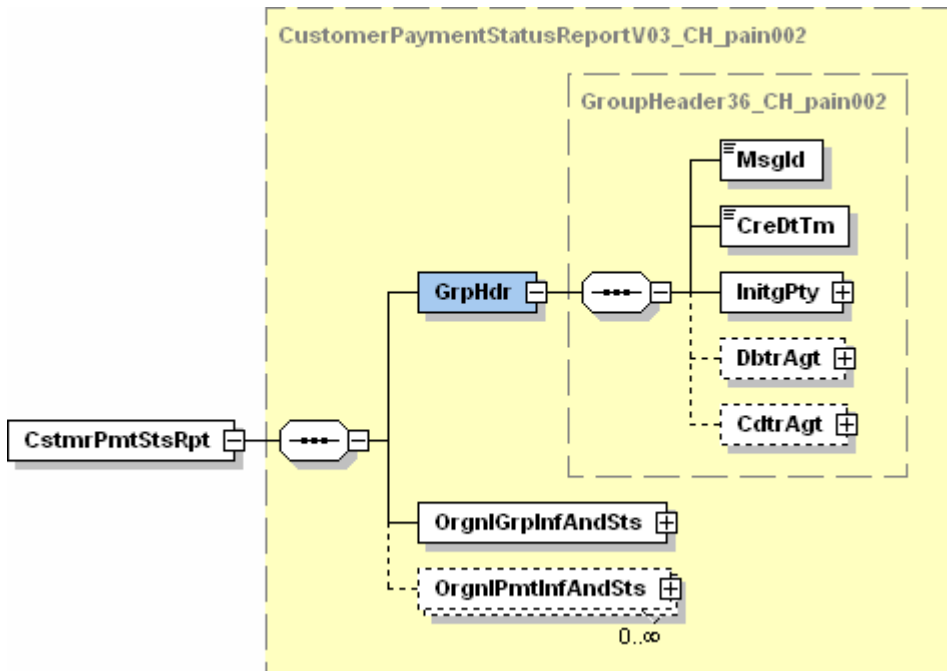 CustomerPaymentStatusReportV03_CH_pain002
GroupHeader36_CH_pain002
MsgId
CreDtTm
GrpHdr
InitgPty
DbtrAgt
CdtrAgt
CstmrPmtStsRpt
OrgnlGrpInfAndSts
OrgnlPmtInfAndSts
0..∞